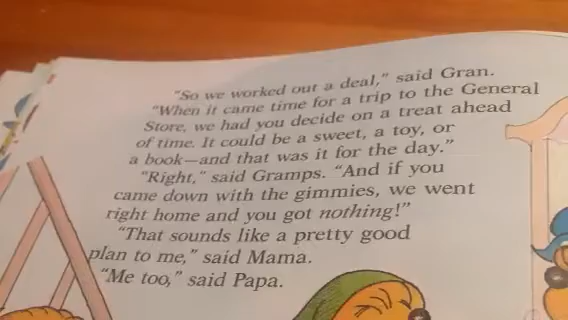 "So we worked out a deal," said Gran.
"When it came time for a trip to the General
Store, we had you decide on a treat ahead
of time. It could be a sweet, a toy, or
a book—and that was it for the day."
"Right," said Gramps. "And if you
came down with the gimmies, we went
right home and you got nothing!"
"That sounds like a pretty good
plan to me," said Mama.
"Me too," said Papa.